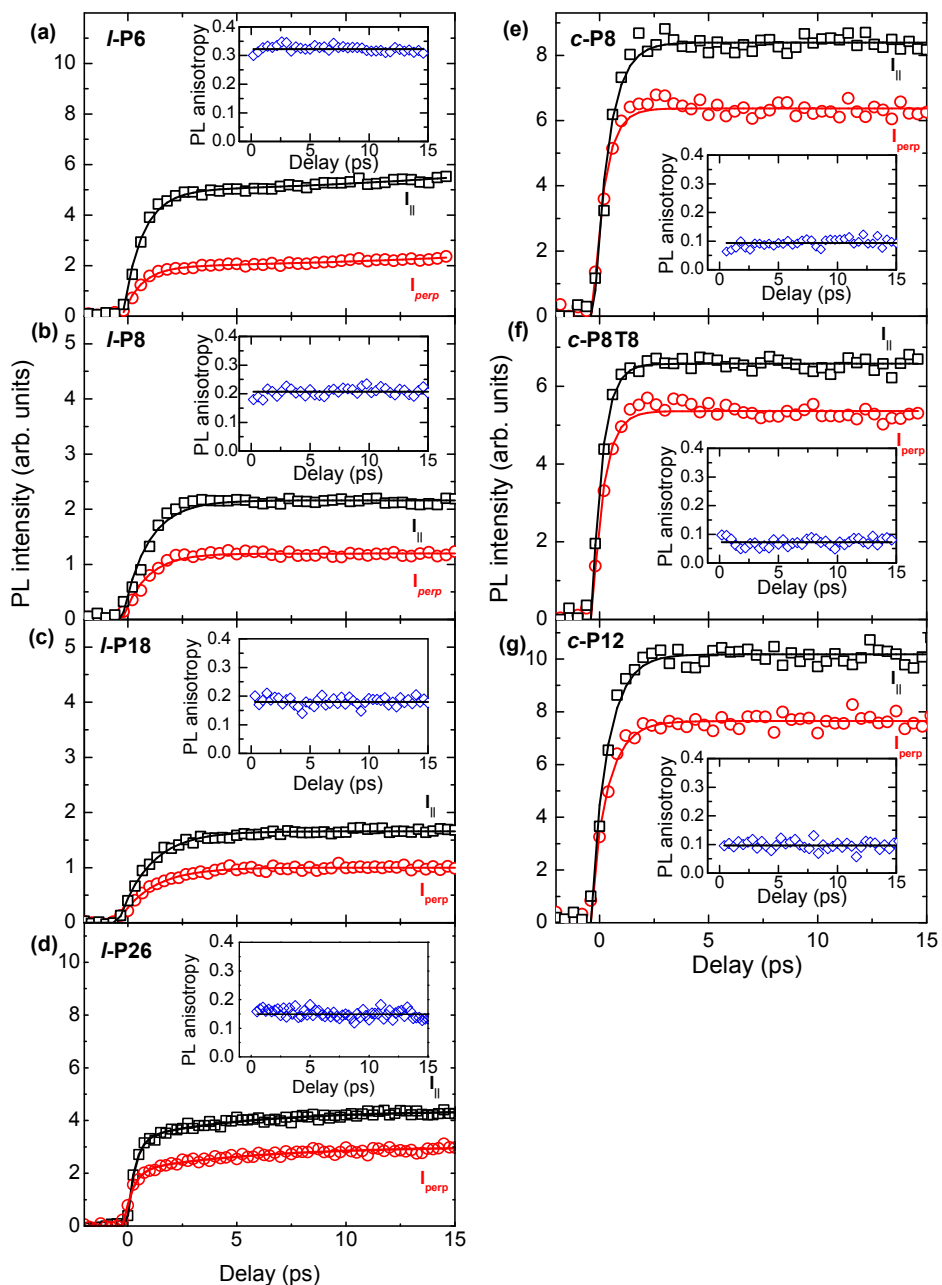 (a)
l-P6
PL anisotropy
0.4
0.3
0.2
0.1
0.0
0 5 10 15
Delay (ps)
10
8
6
4
2
0
I||
Iperp
(b)
l-P8
PL anisotropy
0.4
0.3
0.2
0.1
0.0
0 5 10 15
Delay (ps)
5
4
3
2
1
0
I||
Iperp
PL intensity (arb. units)
(c)
l-P18
PL anisotropy
0.4
0.3
0.2
0.1
0.0
0 5 10 15
Delay (ps)
5
4
3
2
1
0
I||
Iperp
(d)
l-P26
PL anisotropy
0.4
0.3
0.2
0.1
0.0
0 5 10 15
Delay (ps)
10
8
6
4
2
0
I||
Iperp
0 5 10 15
Delay (ps)
(e)
c-P8
8
6
4
2
0
I||
Iperp
PL anisotropy
0.4
0.3
0.2
0.1
0.0
0 5 10 15
Delay (ps)
(f)
c-P8T8
6
4
2
0
I||
Iperp
PL anisotropy
0.4
0.3
0.2
0.1
0.0
0 5 10 15
Delay (ps)
PL intensity (arb. units)
(g)
c-P12
10
8
6
4
2
0
I||
Iperp
PL anisotropy
0.4
0.3
0.2
0.1
0.0
0 5 10 15
Delay (ps)
0 5 10 15
Delay (ps)